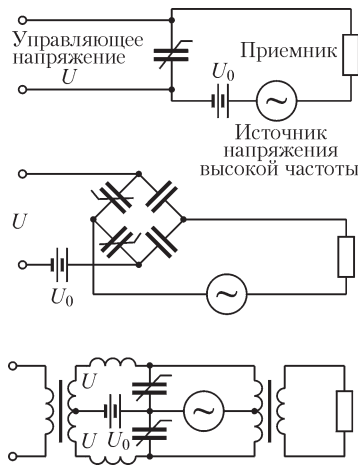 Управляющее
напряжение
U
Приемник
U₀
Источник
напряжения
высокой частоты
U
U₀
U
U
U₀